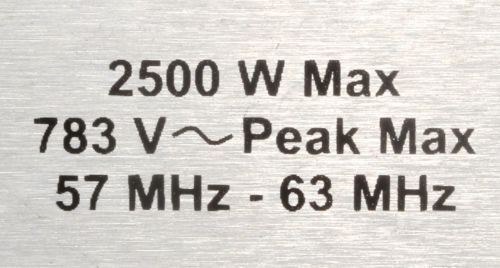 2500 W Max
783 V～Peak Max
57 MHz - 63 MHz